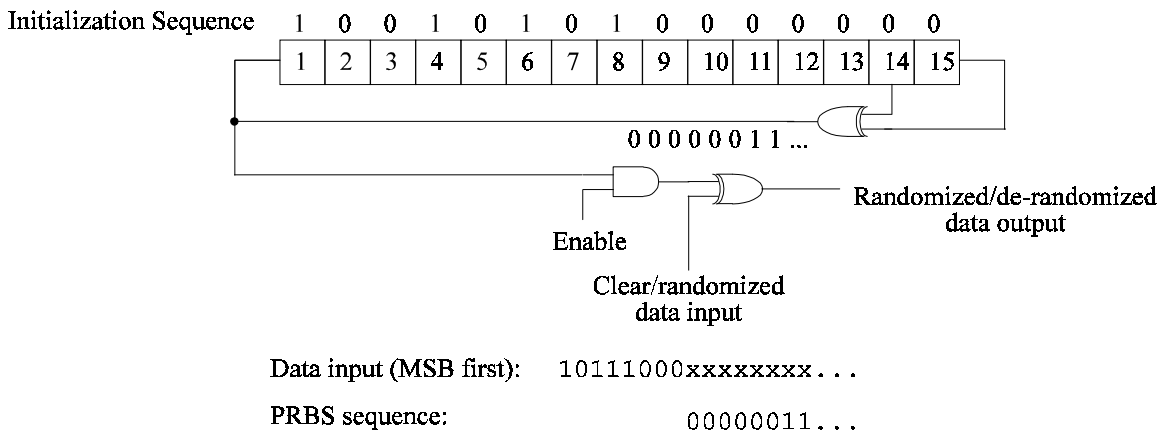 Initialization Sequence 1 0 0 1 0 1 0 1 0 0 0 0 0 0 0
1 2 3 4 5 6 7 8 9 10 11 12 13 14 15
0 0 0 0 0 0 1 1 ...
Randomized/de-randomized
data output
Enable
Clear/randomized
data input
Data input (MSB first): 10111000xxxxxxxx...
PRBS sequence: 00000011...